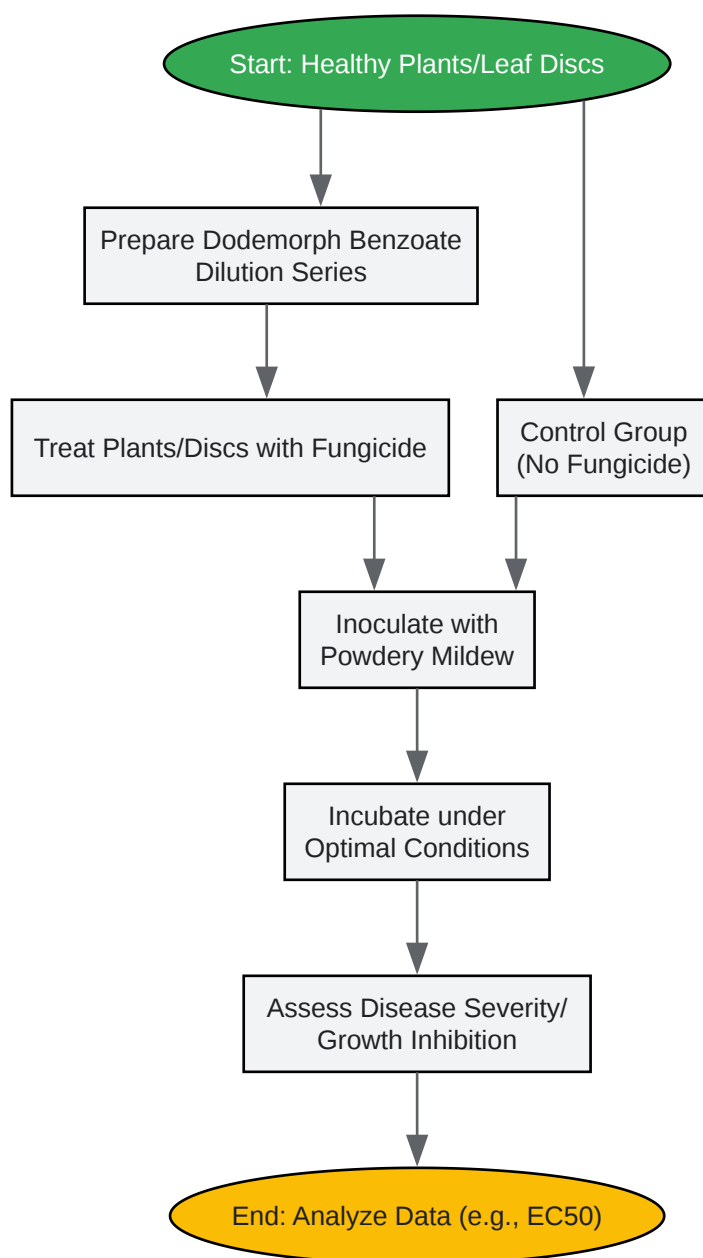 Start: Healthy Plants/Leaf Discs
Prepare Dodemorph Benzoate
Dilution Series
Treat Plants/Discs with Fungicide
Control Group
(No Fungicide)
Inoculate with
Powdery Mildew
Incubate under
Optimal Conditions
Assess Disease Severity/
Growth Inhibition
End: Analyze Data (e.g., EC50)